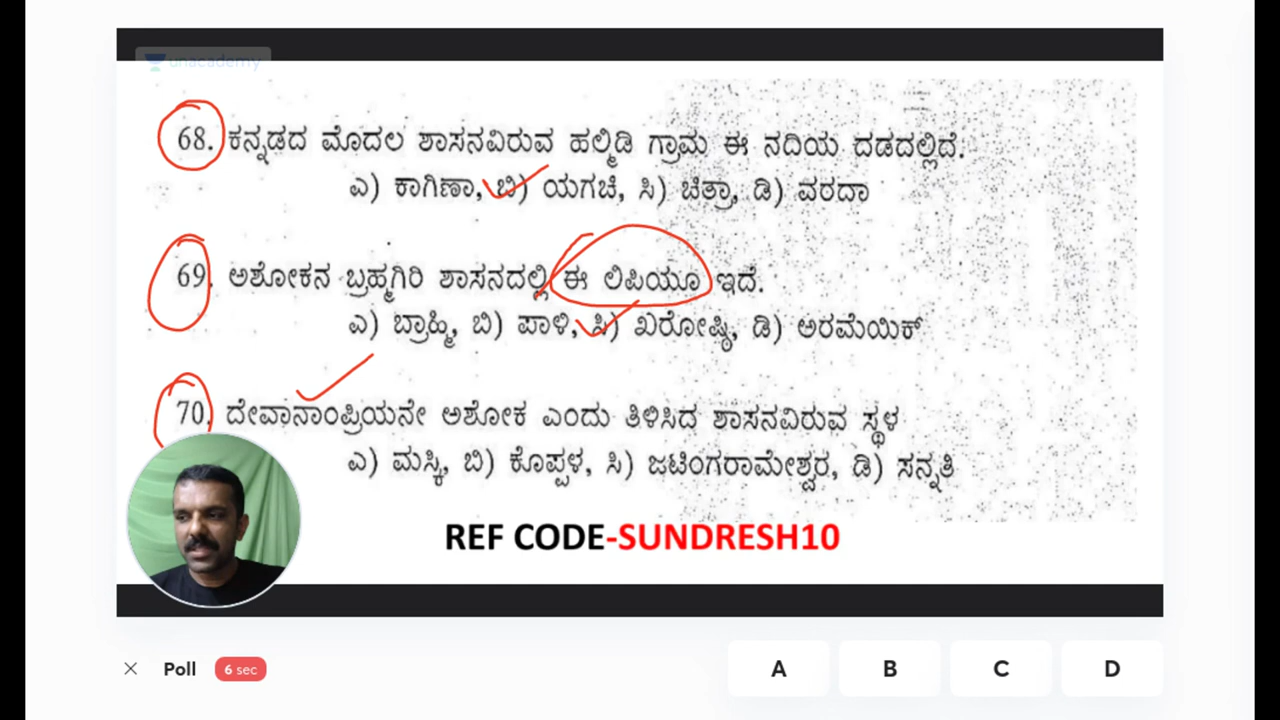 unacademy
68. ಕನ್ನಡದ ಮೊದಲ ಶಾಸನವಿರುವ ಹಲ್ಮಿಡಿ ಗ್ರಾಮ ಈ ನದಿಯ ದಡದಲ್ಲಿದೆ.
ಎ) ಕಾಗಿಣಾ, ಬಿ) ಯಗಚಿ, ಸಿ) ಚಿತ್ರಾ, ಡಿ) ವರದಾ
69. ಅಶೋಕನ ಬ್ರಹ್ಮಗಿರಿ ಶಾಸನದಲ್ಲಿ ಈ ಲಿಪಿಯೂ ಇದೆ.
ಎ) ಬ್ರಾಹ್ಮಿ, ಬಿ) ಪಾಳಿ, ಸಿ) ಖರೋಷ್ಠಿ, ಡಿ) ಅರಮೆಯಿಕ್
70. ದೇವಾನಾಂಪ್ರಿಯನೇ ಅಶೋಕ ಎಂದು ತಿಳಿಸಿದ ಶಾಸನವಿರುವ ಸ್ಥಳ
ಎ) ಮಸ್ಕಿ, ಬಿ) ಕೊಪ್ಪಳ, ಸಿ) ಜಟಿಂಗರಾಮೇಶ್ವರ, ಡಿ) ಸನ್ನತಿ
REF CODE-SUNDRESH10
Poll 6 sec A B C D